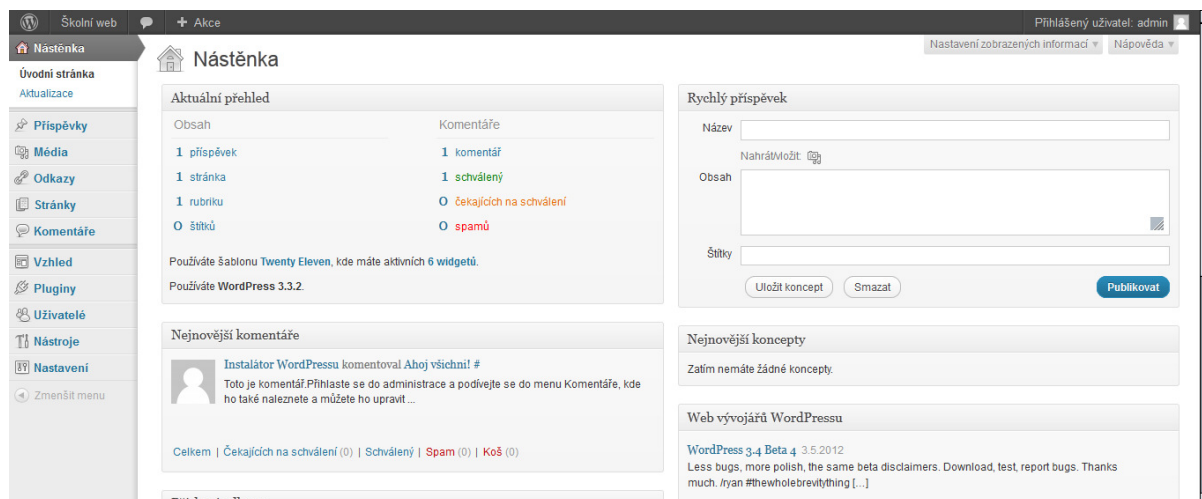 Školní web
Akce
Přihlášený uživatel: admin
Nastavení zobrazených informací
Nápověda
Nástěnka
Úvodní stránka
Aktualizace
Příspěvky
Média
Odkazy
Stránky
Komentáře
Vzhled
Pluginy
Uživatelé
Nástroje
Nastavení
Zmenšit menu
Nástěnka
Aktuální přehled
Obsah
1 příspěvek
1 stránka
1 rubriku
0 štítků
Komentáře
1 komentář
1 schválený
0 čekajících na schválení
0 spamů
Používáte šablonu Twenty Eleven, kde máte aktivních 6 widgetů.
Používáte WordPress 3.3.2.
Nejnovější komentáře
Instalátor WordPressu komentoval Ahoj všichni! #
Toto je komentář.Přihlaste se do administrace a podívejte se do menu Komentáře, kde
ho také naleznete a můžete ho upravit ...
Celkem | Čekajících na schválení (0) | Schválený | Spam (0) | Koš (0)
Rychlý příspěvek
Název
Nahrát/vložit:
Obsah
Štítky
Uložit koncept
Smazat
Publikovat
Nejnovější koncepty
Zatím nemáte žádné koncepty.
Web vývojářů WordPressu
WordPress 3.4 Beta 4 3.5.2012
Less bugs, more polish, the same beta disclaimers. Download, test, report bugs. Thanks
much. /ryan #thewholebrevitything […]